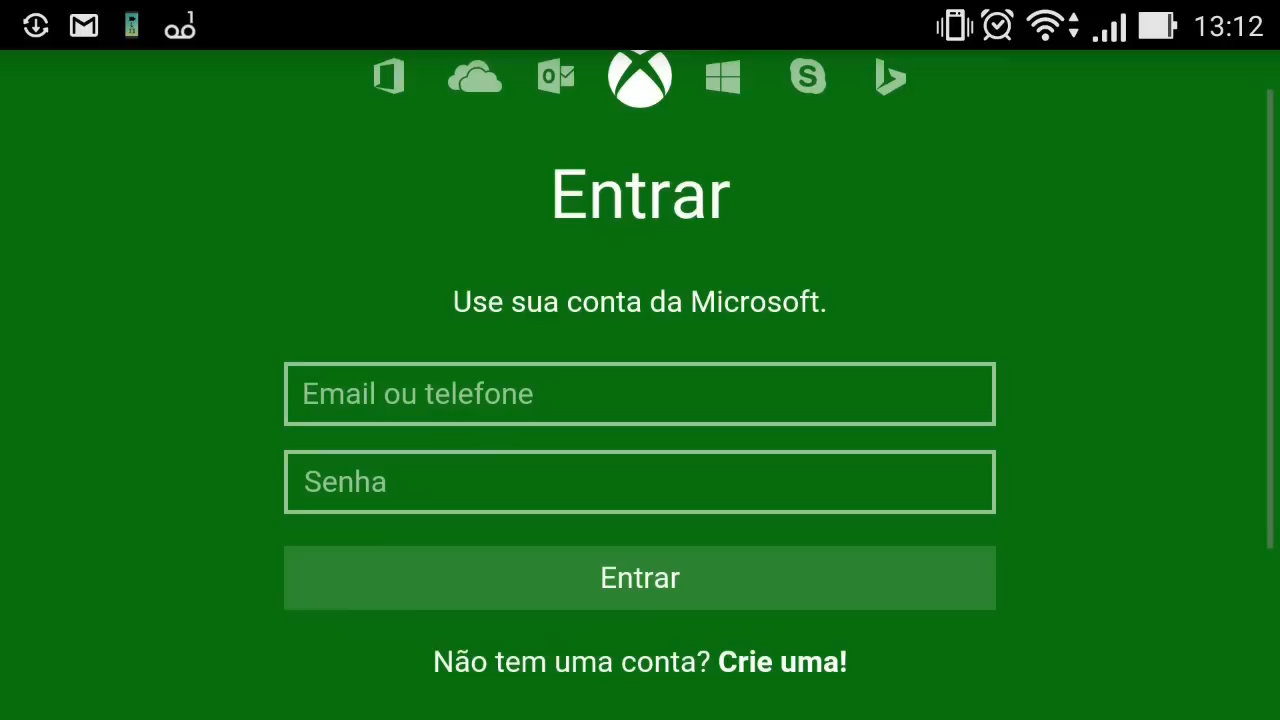 1
13:12
Entrar
Use sua conta da Microsoft.
Email ou telefone
Senha
Entrar
Não tem uma conta? Crie uma!